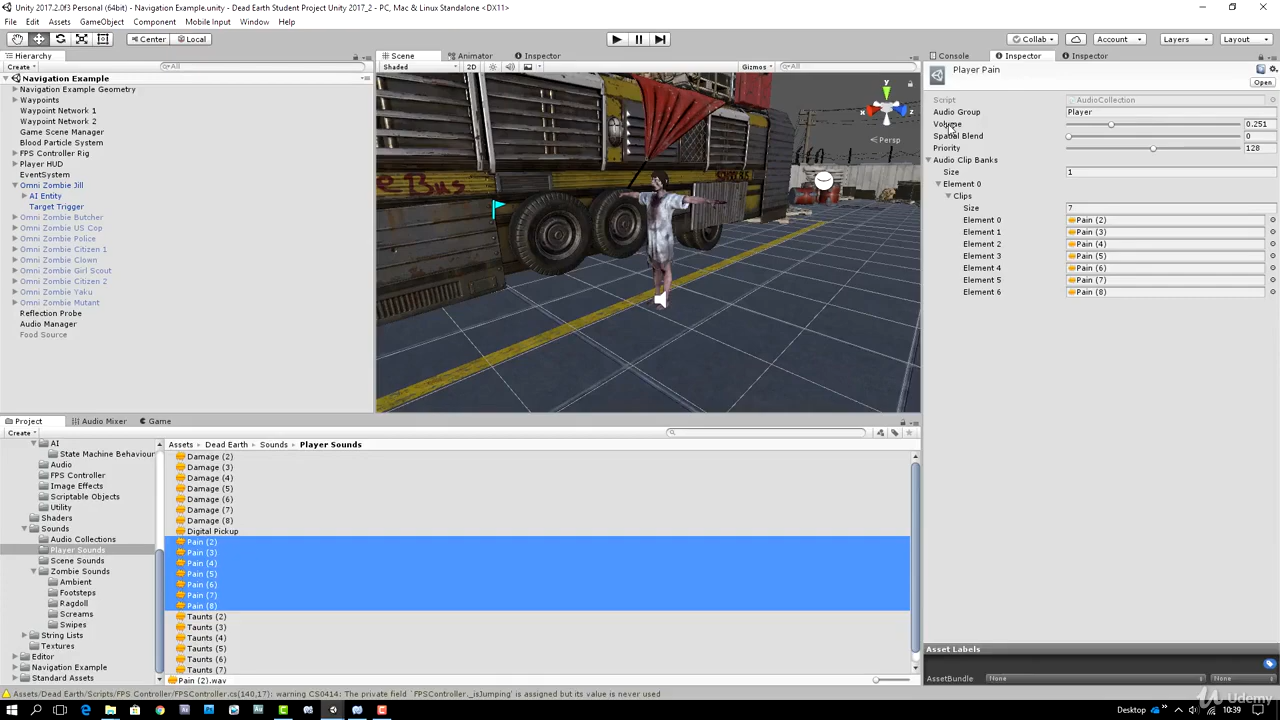 Unity 2017.2.0f3 Personal (64bit) - Navigation Example.unity - Dead Earth Student Project Unity 2017_2 - PC, Mac & Linux Standalone <DX11>
File Edit Assets GameObject Component Mobile Input Window Help
Center Local Collab Account Layers Layout
Hierarchy
Create All
Navigation Example
Navigation Example Geometry
Waypoints
Waypoint Network 1
Waypoint Network 2
Game Scene Manager
Blood Particle System
FPS Controller Rig
Player HUD
EventSystem
Omni Zombie Jill
AI Entity
Target Trigger
Omni Zombie Butcher
Omni Zombie US Cop
Omni Zombie Police
Omni Zombie Citizen 1
Omni Zombie Clown
Omni Zombie Girl Scout
Omni Zombie Citizen 2
Omni Zombie Yaku
Omni Zombie Mutant
Reflection Probe
Audio Manager
Food Source
Scene Animator Inspector
Shaded 2D Gizmos All
y
x z
Persp
Console Inspector Inspector
Player Pain
Open
Script AudioCollection
Audio Group Player
Volume 0.251
Spatial Blend 0
Priority 128
Audio Clip Banks
Size 1
Element 0
Clips
Size 7
Element 0 Pain (2)
Element 1 Pain (3)
Element 2 Pain (4)
Element 3 Pain (5)
Element 4 Pain (6)
Element 5 Pain (7)
Element 6 Pain (8)
Project Audio Mixer Game
Create
AI
State Machine Behaviour
Audio
FPS Controller
Image Effects
Scriptable Objects
Utility
Shaders
Sounds
Audio Collections
Player Sounds
Scene Sounds
Zombie Sounds
Ambient
Footsteps
Ragdoll
Screams
Swipes
String Lists
Textures
Editor
Navigation Example
Standard Assets
Assets Dead Earth Sounds Player Sounds
Damage (2)
Damage (3)
Damage (4)
Damage (5)
Damage (6)
Damage (7)
Damage (8)
Digital Pickup
Pain (2)
Pain (3)
Pain (4)
Pain (5)
Pain (6)
Pain (7)
Pain (8)
Taunts (2)
Taunts (3)
Taunts (4)
Taunts (5)
Taunts (6)
Taunts (7)
Pain (2).wav
Asset Labels
AssetBundle None None
Assets/Dead Earth/Scripts/FPS Controller/FPSController.cs(140,17): warning CS0414: The private field `FPSController._isJumping' is assigned but its value is never used
Udemy
Desktop 10:39